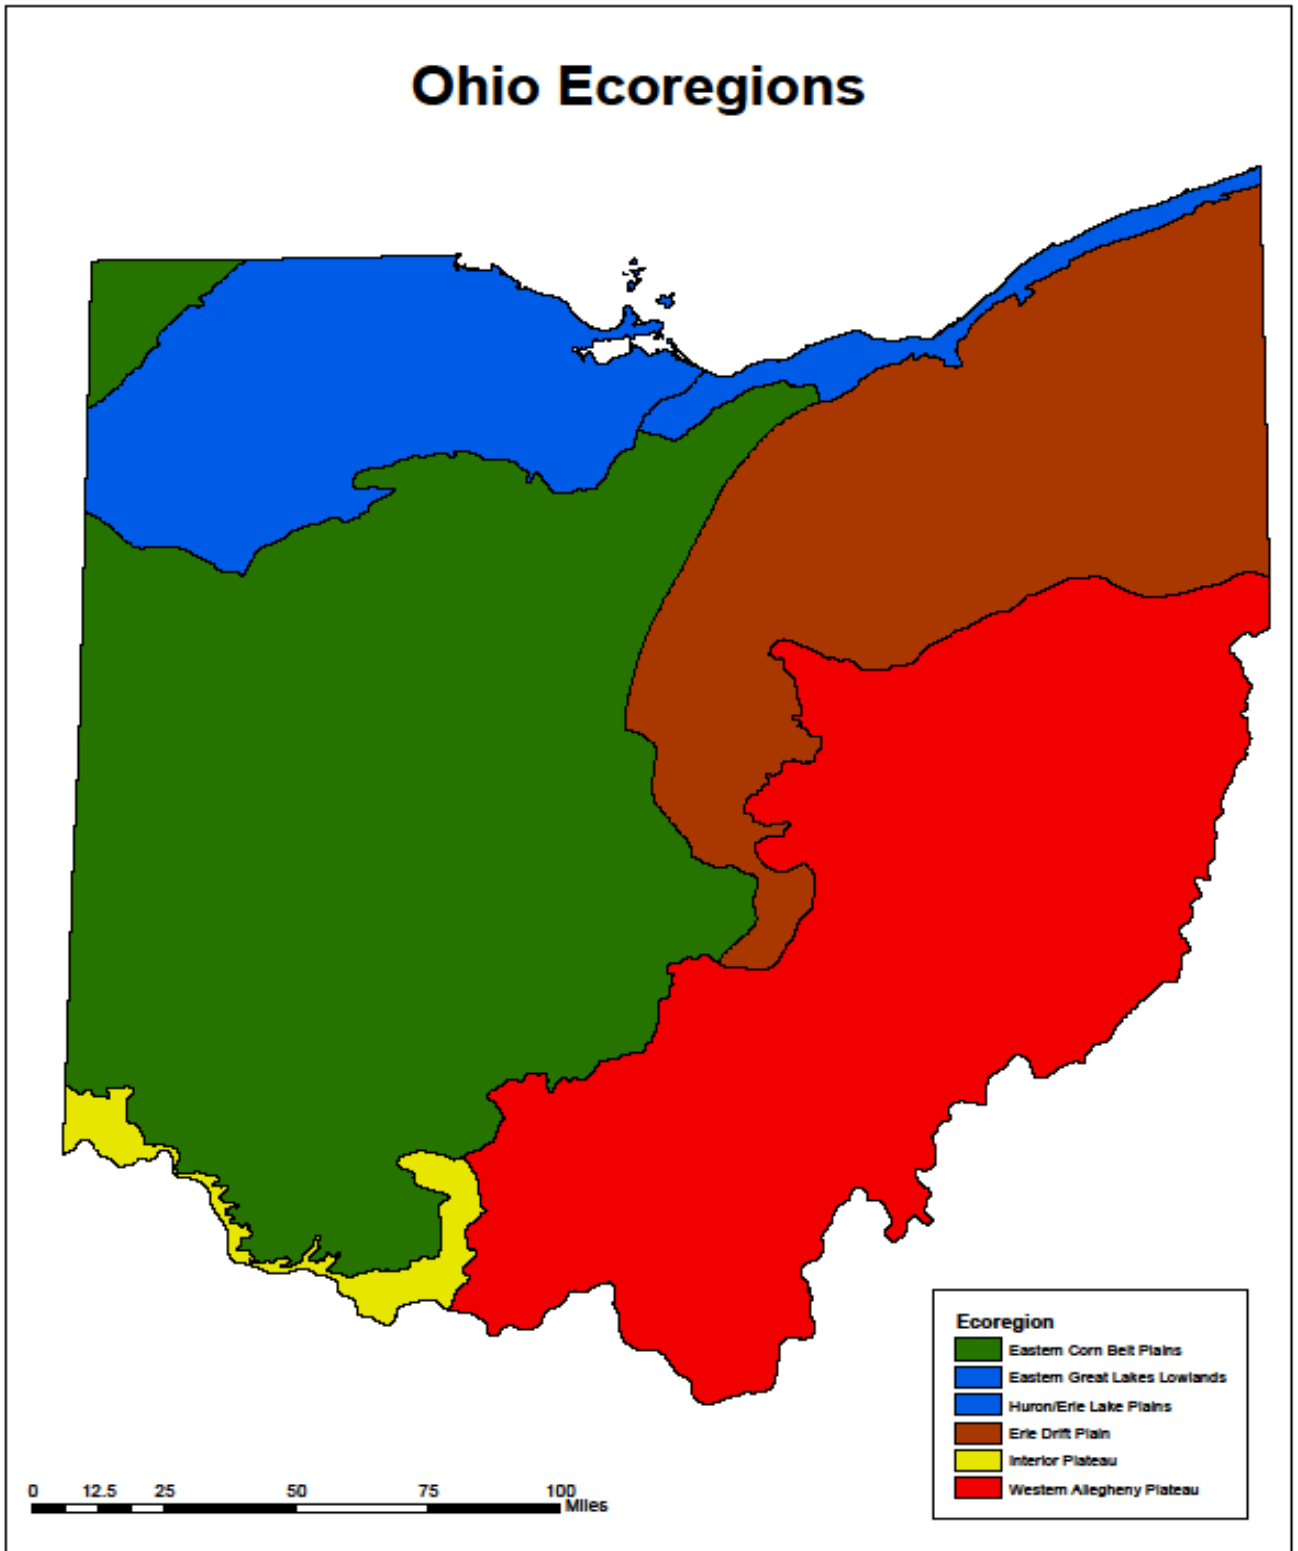 Ohio Ecoregions
Ecoregion
Eastern Corn Belt Plains
Eastern Great Lakes Lowlands
Huron/Erie Lake Plains
Erie Drift Plain
Interior Plateau
Western Allegheny Plateau
0 12.5 25 50 75 100
Miles